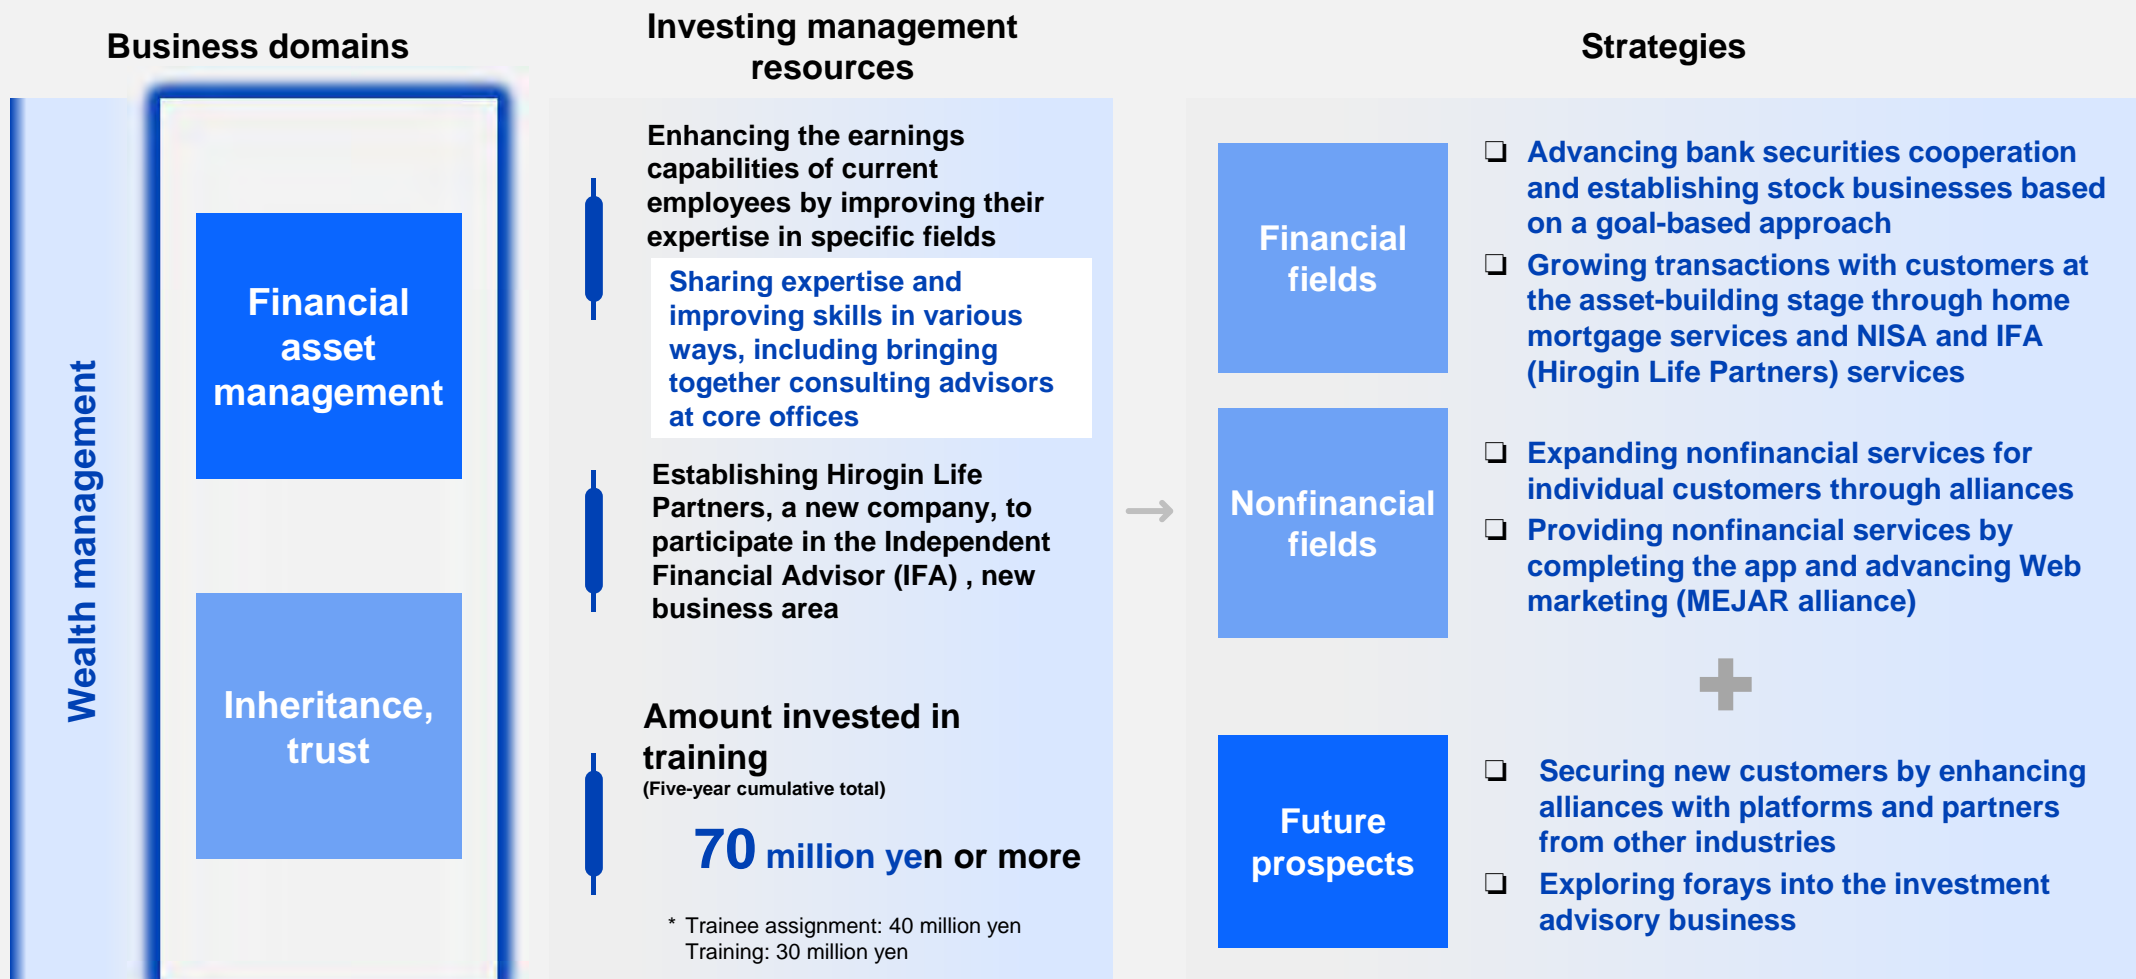 Business domains
Investing management
resources
Strategies
Wealth management
Financial
asset
management
Inheritance,
trust
Enhancing the earnings
capabilities of current
employees by improving their
expertise in specific fields
Sharing expertise and
improving skills in various
ways, including bringing
together consulting advisors
at core offices
Establishing Hirogin Life
Partners, a new company, to
participate in the Independent
Financial Advisor (IFA) , new
business area
Amount invested in
training
(Five-year cumulative total)
70 million yen or more
* Trainee assignment: 40 million yen
Training: 30 million yen
→
Financial
fields
❏ Advancing bank securities cooperation
and establishing stock businesses based
on a goal-based approach
❏ Growing transactions with customers at
the asset-building stage through home
mortgage services and NISA and IFA
(Hirogin Life Partners) services
Nonfinancial
fields
❏ Expanding nonfinancial services for
individual customers through alliances
❏ Providing nonfinancial services by
completing the app and advancing Web
marketing (MEJAR alliance)
Future
prospects
❏ Securing new customers by enhancing
alliances with platforms and partners
from other industries
❏ Exploring forays into the investment
advisory business